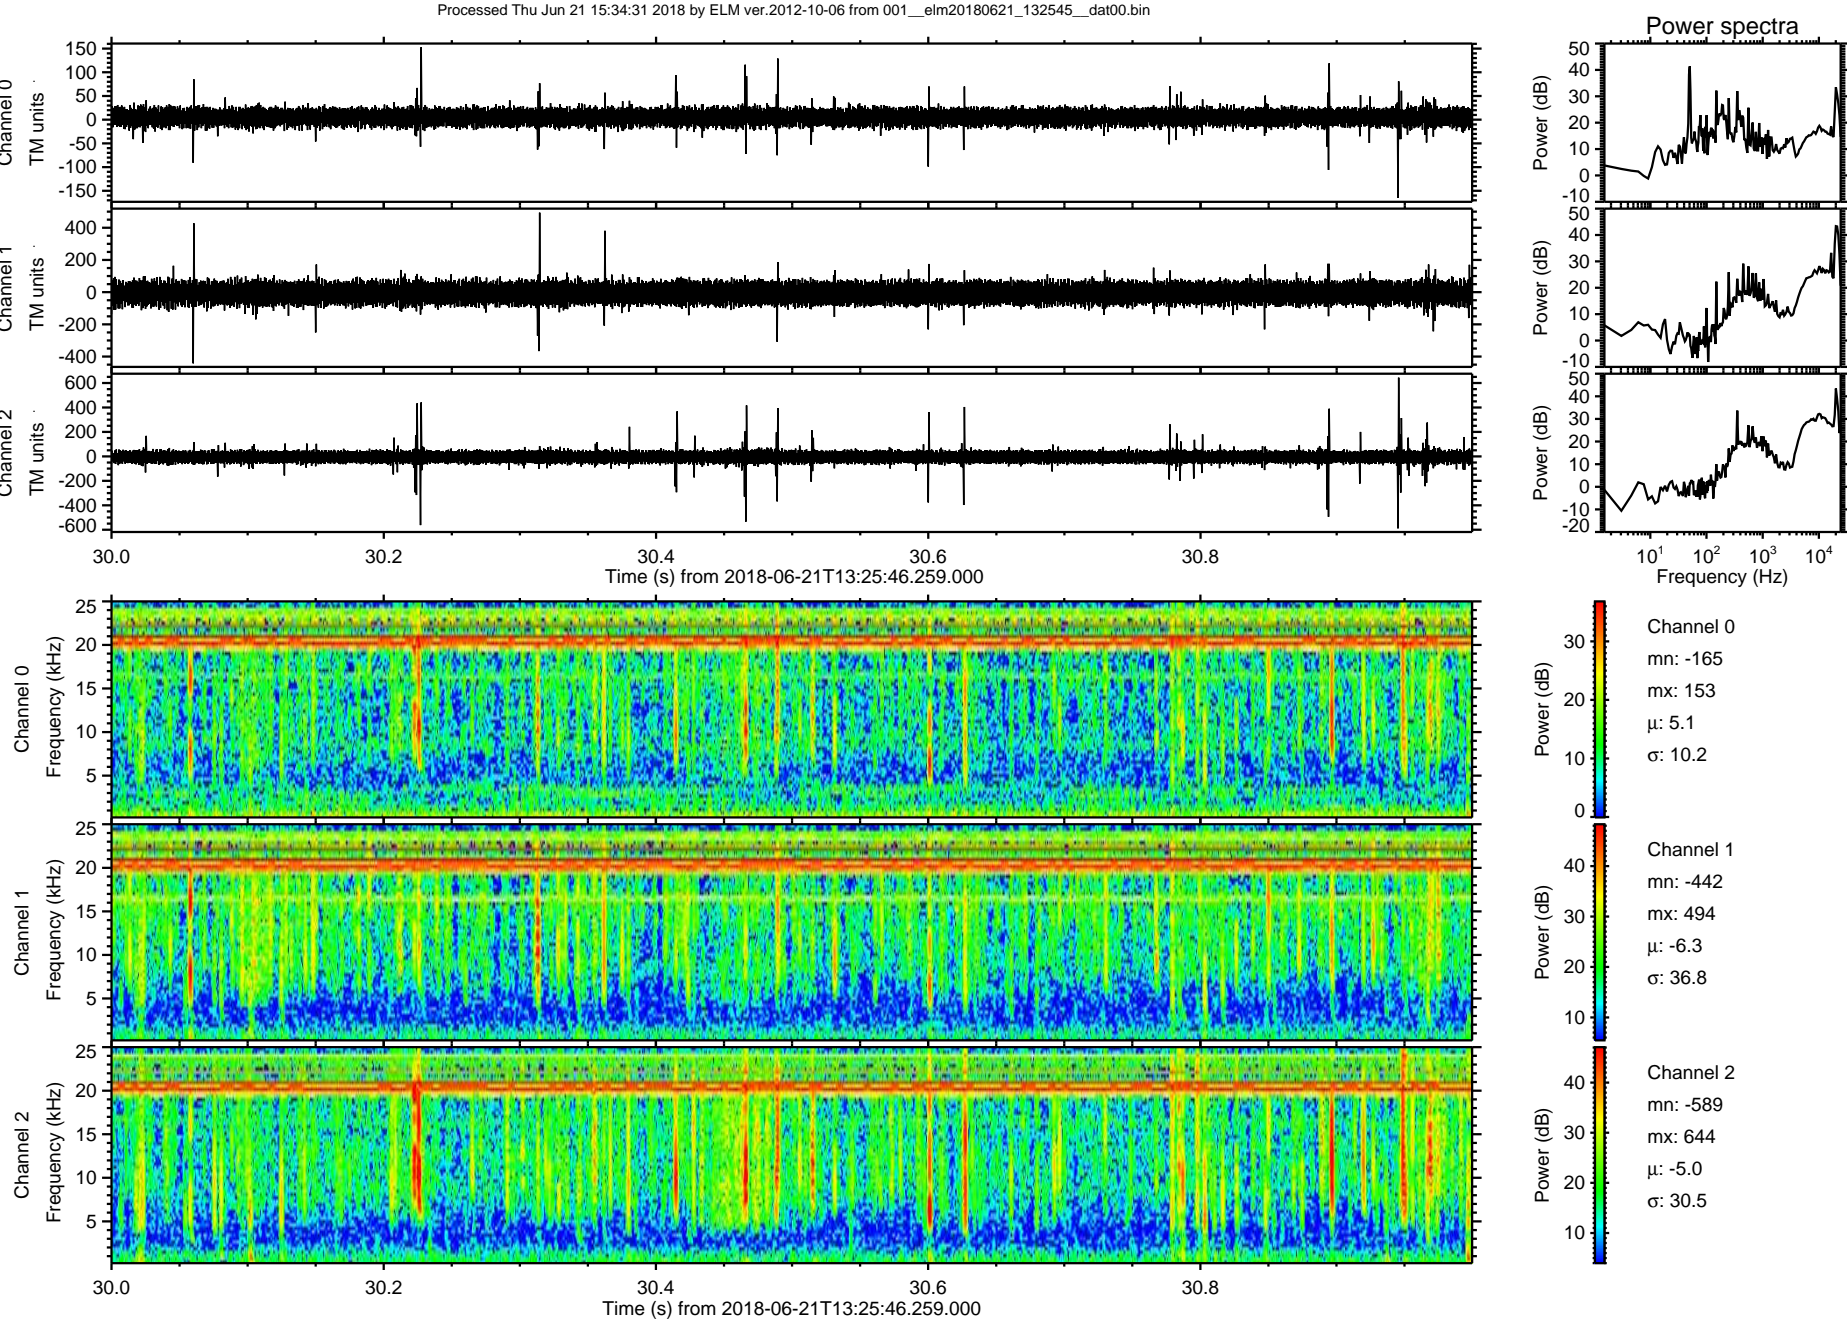 Processed Thu Jun 21 15:34:31 2018 by ELM ver.2012-10-06 from 001__elm20180621_132545__dat00.bin
Power spectra
Channel 0
TM units
150
100
50
0
-50
-100
-150
Power (dB)
50
40
30
20
10
0
-10
Channel 1
TM units
400
200
0
-200
-400
Power (dB)
50
40
30
20
10
0
-10
Channel 2
TM units
600
400
200
0
-200
-400
-600
Power (dB)
50
40
30
20
10
0
-10
-20
30.0 30.2 30.4 30.6 30.8
Time (s) from 2018-06-21T13:25:46.259.000
10¹ 10² 10³ 10⁴
Frequency (Hz)
Channel 0
Frequency (kHz)
25
20
15
10
5
Power (dB)
30
20
10
0
Channel 0
mn: -165
mx: 153
μ: 5.1
σ: 10.2
Channel 1
Frequency (kHz)
25
20
15
10
5
Power (dB)
40
30
20
10
Channel 1
mn: -442
mx: 494
μ: -6.3
σ: 36.8
Channel 2
Frequency (kHz)
25
20
15
10
5
Power (dB)
40
30
20
10
Channel 2
mn: -589
mx: 644
μ: -5.0
σ: 30.5
30.0 30.2 30.4 30.6 30.8
Time (s) from 2018-06-21T13:25:46.259.000